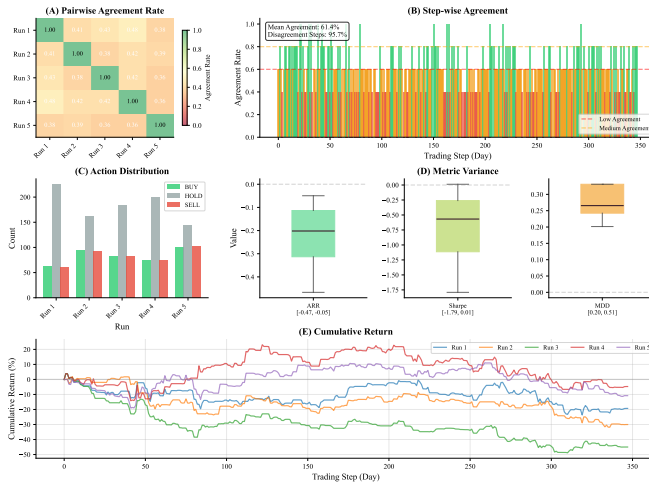 (A) Pairwise Agreement Rate
Run 1
Run 2
Run 3
Run 4
Run 5
1.00
1.00
1.00
1.00
1.00
Run 1
Run 2
Run 3
Run 4
Run 5
1.0
0.8
0.6
0.4
0.2
0.0
Agreement Rate
(B) Step-wise Agreement
Mean Agreement: 61.4%
Disagreement Steps: 95.7%
Agreement Rate
1.0
0.8
0.6
0.4
0.2
0.0
0
50
100
150
200
250
300
350
Low Agreement
Medium Agreement
Trading Step (Day)
(C) Action Distribution
BUY
HOLD
SELL
Count
200
150
100
50
0
Run 1
Run 2
Run 3
Run 4
Run 5
Run
(D) Metric Variance
Value
0.0
−0.1
−0.2
−0.3
−0.4
ARR
[-0.47, -0.05]
0.00
−0.25
−0.50
−0.75
−1.00
−1.25
−1.50
−1.75
Sharpe
[-1.79, 0.01]
0.30
0.25
0.20
0.15
0.10
0.05
0.00
MDD
[0.20, 0.51]
(E) Cumulative Return
Run 1
Run 2
Run 3
Run 4
Run 5
Cumulative Return (%)
20
10
0
−10
−20
−30
−40
−50
0
50
100
150
200
250
300
350
Trading Step (Day)